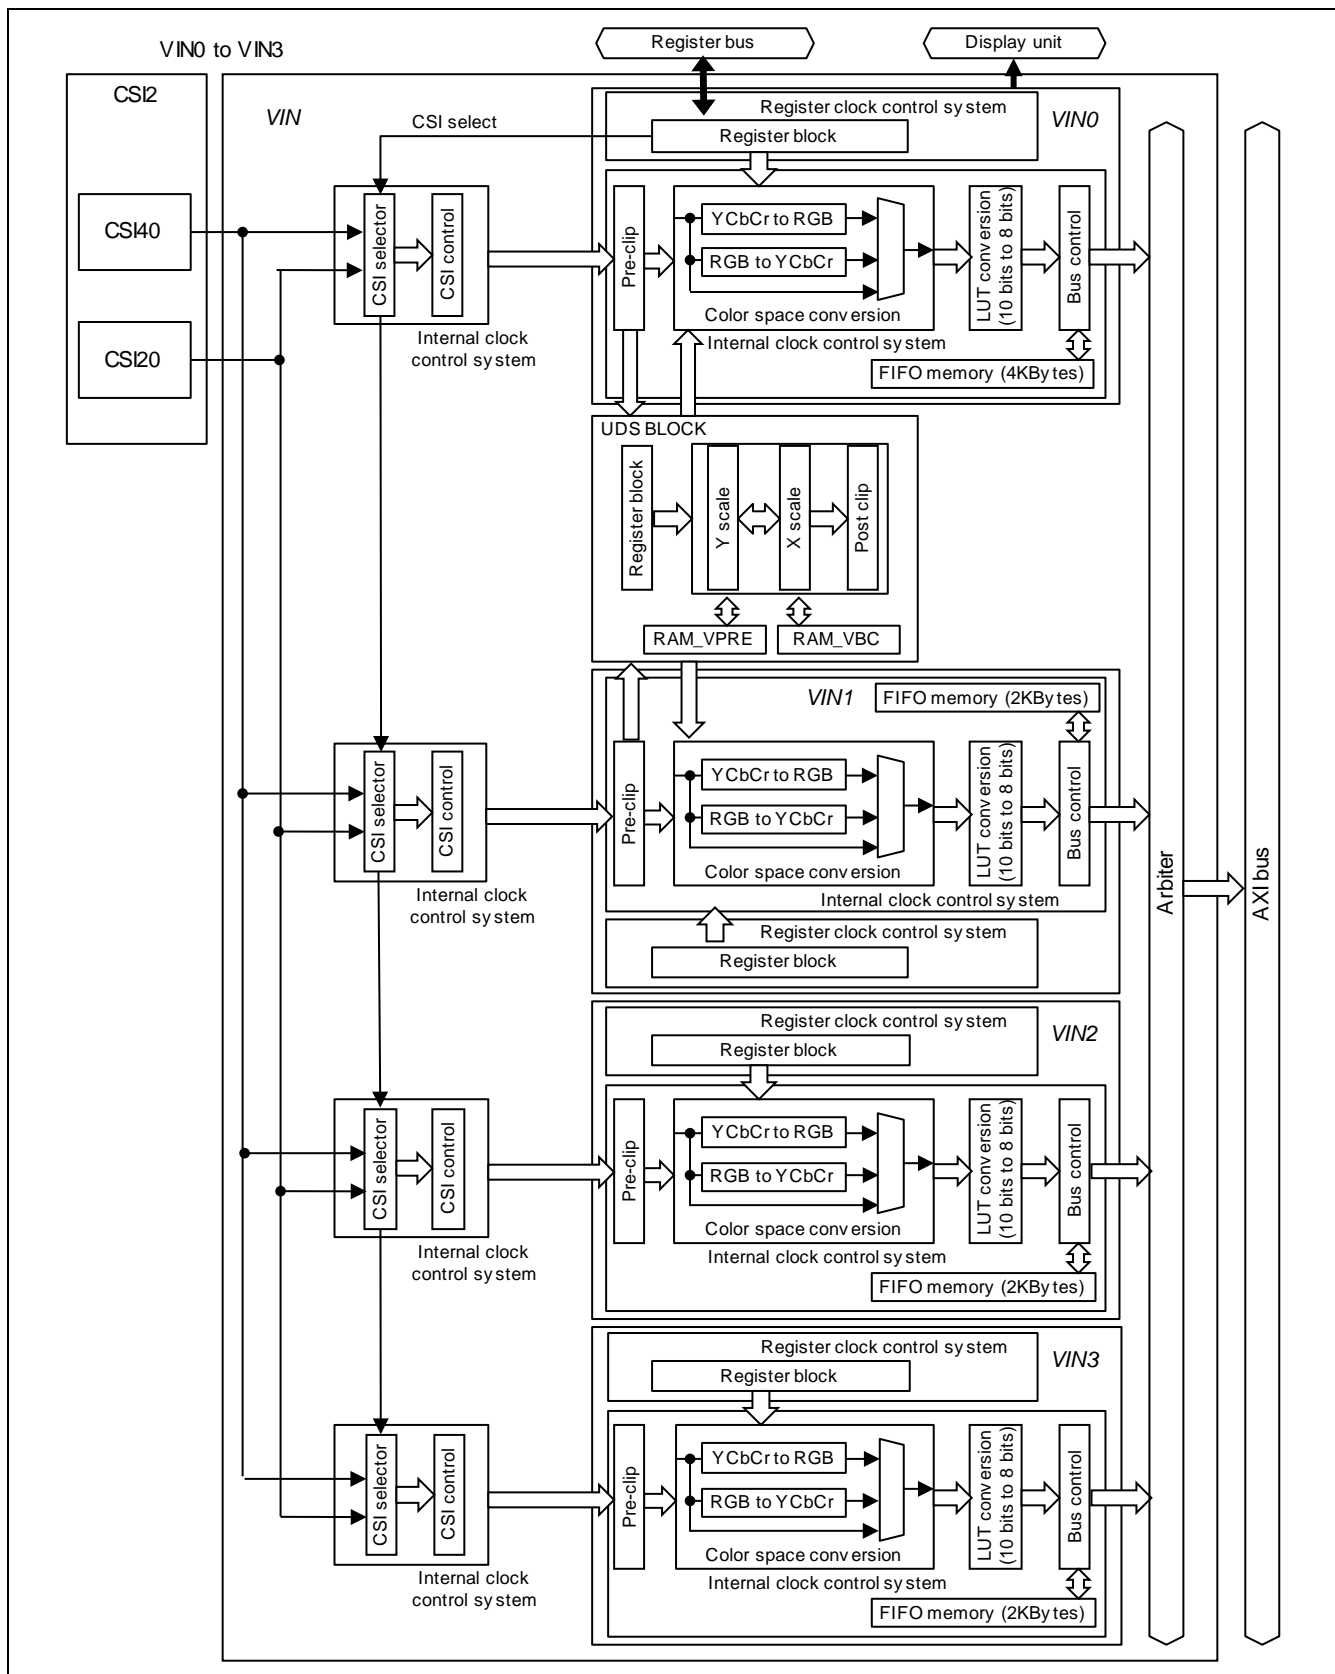 VIN0 to VIN3
Register bus
Display unit
CSI2
CSI40
CSI20
VIN
CSI select
Register clock control system
VIN0
Register block
CSI selector
CSI control
Internal clock
control system
Pre-clip
YCbCr to RGB
RGB to YCbCr
Color space conversion
Internal clock control system
LUT conversion
(10 bits to 8 bits)
Bus control
FIFO memory (4KBytes)
UDS BLOCK
Register block
Y scale
X scale
Post clip
RAM_VPRE
RAM_VBC
VIN1
FIFO memory (2KBytes)
CSI selector
CSI control
Internal clock
control system
Pre-clip
YCbCr to RGB
RGB to YCbCr
Color space conversion
Internal clock control system
LUT conversion
(10 bits to 8 bits)
Bus control
Register clock control system
Register block
Arbiter
AXI bus
Register clock control system
VIN2
Register block
CSI selector
CSI control
Internal clock
control system
Pre-clip
YCbCr to RGB
RGB to YCbCr
Color space conversion
Internal clock control system
LUT conversion
(10 bits to 8 bits)
Bus control
FIFO memory (2KBytes)
Register clock control system
VIN3
Register block
CSI selector
CSI control
Internal clock
control system
Pre-clip
YCbCr to RGB
RGB to YCbCr
Color space conversion
Internal clock control system
LUT conversion
(10 bits to 8 bits)
Bus control
FIFO memory (2KBytes)